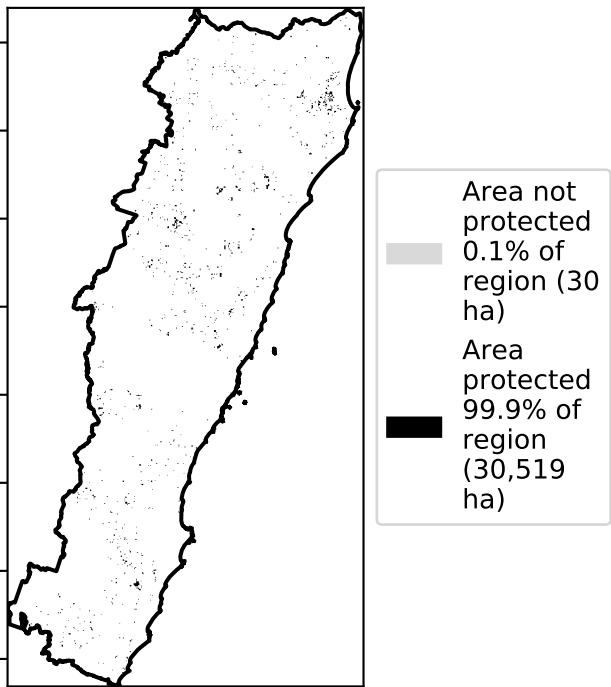 Area not
protected
0.1% of
region (30
ha)
Area
protected
99.9% of
region
(30,519
ha)